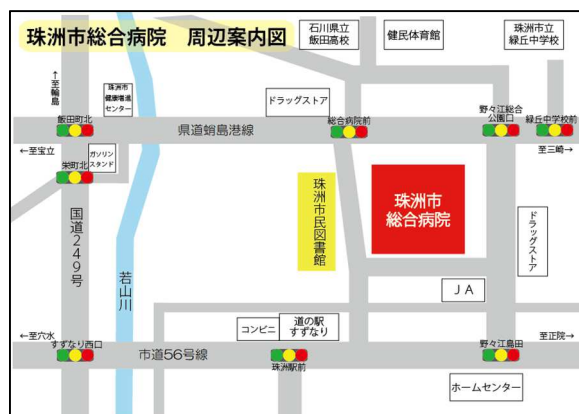 珠洲市総合病院　周辺案内図
石川県立
飯田高校
健民体育館
珠洲市立
緑丘中学校
↑至輪島
珠洲市
健康増進
センター
ドラッグストア
飯田町北
県道蛸島港線
総合病院前
野々江総合
公園口
緑丘中学校前
←至宝立
ガソリン
スタンド
至三崎→
栄町北
国道249号
若山川
珠洲市民図書館
珠洲市
総合病院
ドラッグストア
ＪＡ
コンビニ
道の駅
すずなり
←至穴水
すずなり西口
市道56号線
珠洲駅前
野々江島田
至正院→
ホームセンター